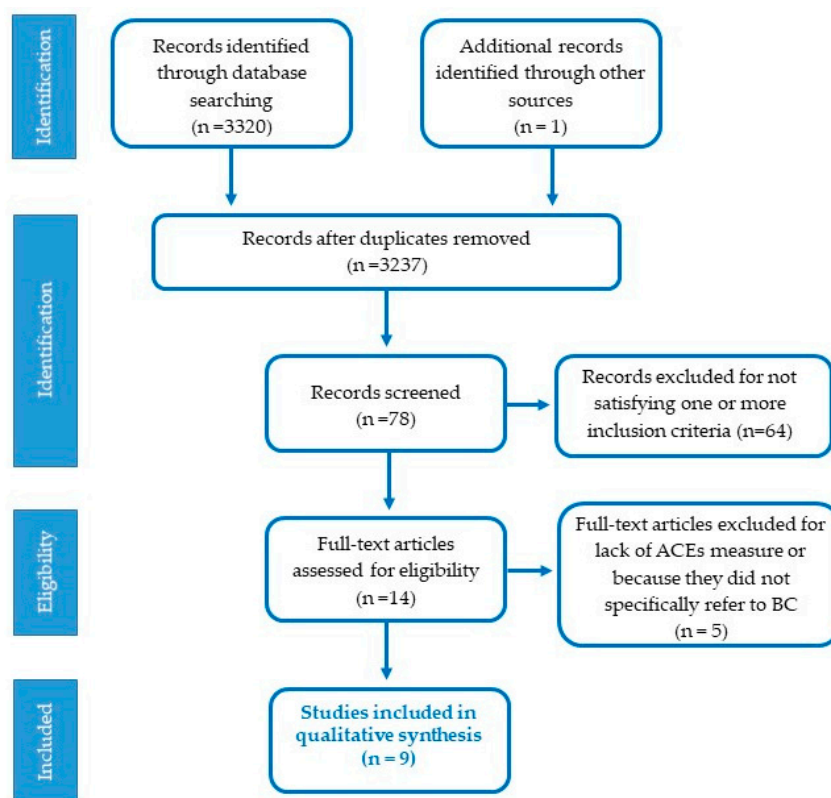 Identification
Records identified
through database
searching
(n =3320)
Additional records
identified through other
sources
(n = 1)
Identification
Records after duplicates removed
(n =3237)
Records screened
(n =78)
Records excluded for not
satisfying one or more
inclusion criteria (n=64)
Eligibility
Full-text articles
assessed for eligibility
(n =14)
Full-text articles excluded for
lack of ACEs measure or
because they did not
specifically refer to BC
(n = 5)
Included
Studies included in
qualitative synthesis
(n = 9)